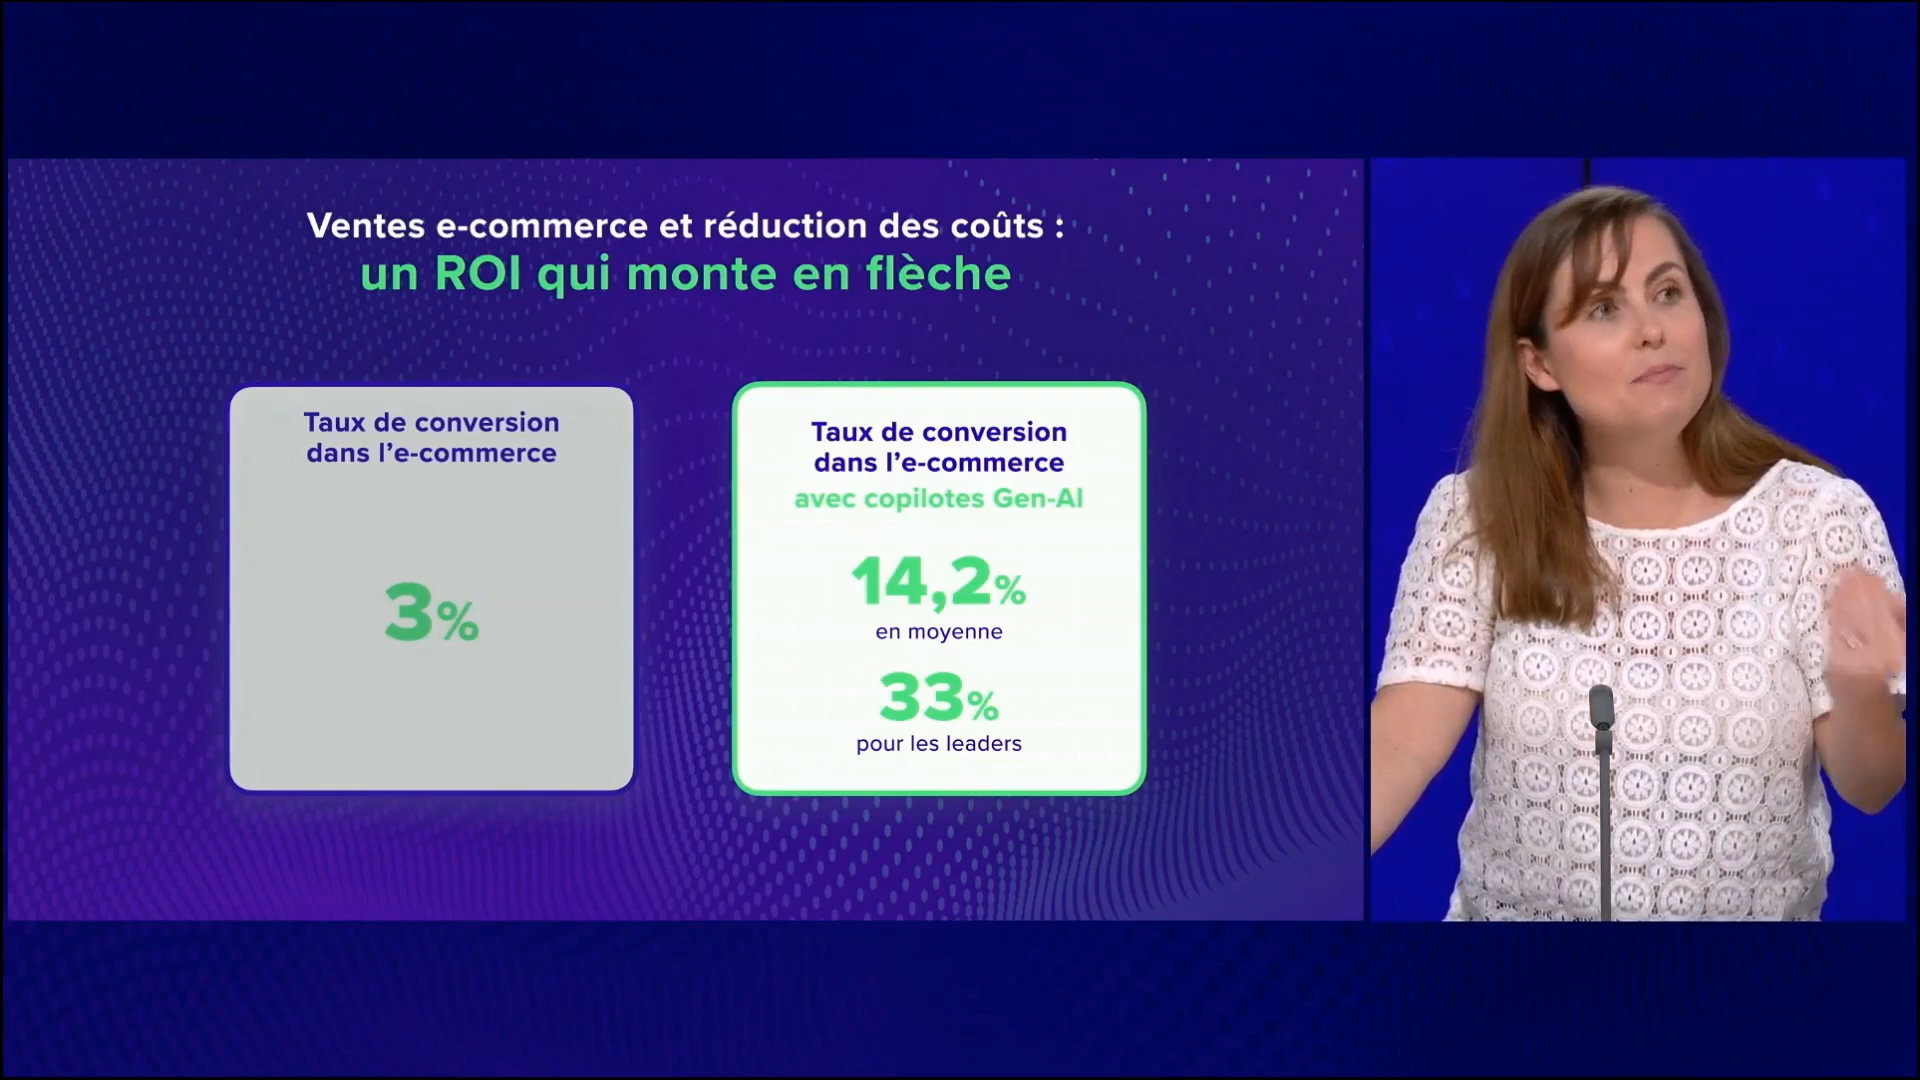 Ventes e-commerce et réduction des coûts :
un ROI qui monte en flèche
Taux de conversion
dans l’e-commerce
3%
Taux de conversion
dans l’e-commerce
avec copilotes Gen-AI
14,2%
en moyenne
33%
pour les leaders